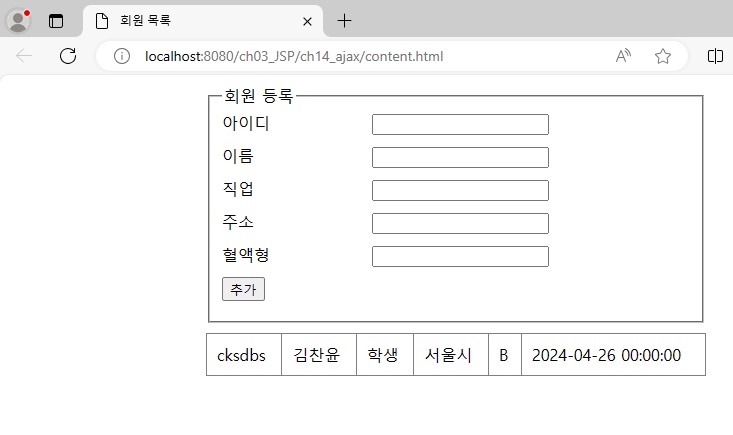 회원 목록
localhost:8080/ch03_JSP/ch14_ajax/content.html
회원 등록
아이디
이름
직업
주소
혈액형
추가
cksdbs 김찬윤 학생 서울시 B 2024-04-26 00:00:00